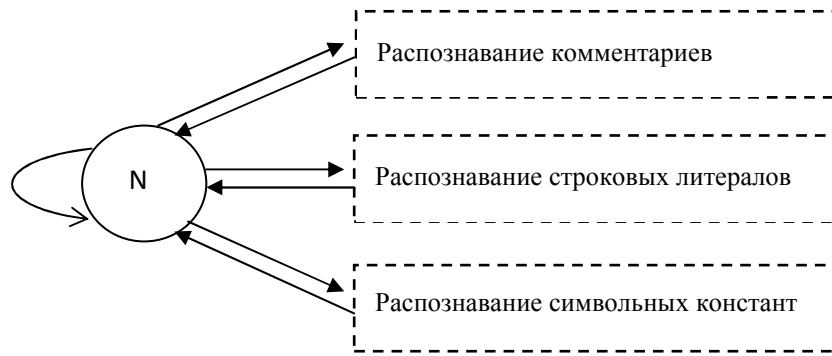 Распознавание комментариев
N
Распознавание строковых литералов
Распознавание символьных констант